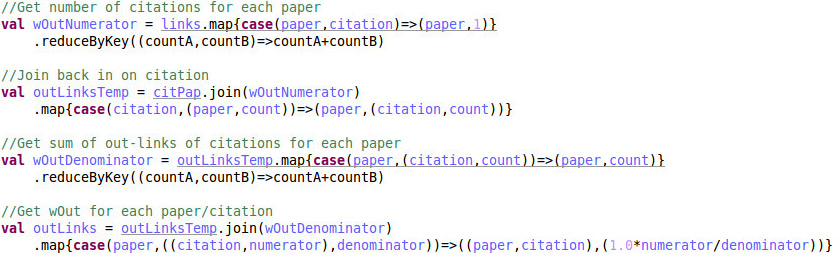 //Get number of citations for each paper
val wOutNumerator = links.map{case(paper,citation)=>(paper,1)}
    .reduceByKey((countA,countB)=>countA+countB)

//Join back in on citation
val outLinksTemp = citPap.join(wOutNumerator)
    .map{case(citation,(paper,count))=>(paper,(citation,count))}

//Get sum of out-links of citations for each paper
val wOutDenominator = outLinksTemp.map{case(paper,(citation,count))=>(paper,count)}
    .reduceByKey((countA,countB)=>countA+countB)

//Get wOut for each paper/citation
val outLinks = outLinksTemp.join(wOutDenominator)
    .map{case(paper,((citation,numerator),denominator))=>((paper,citation),(1.0*numerator/denominator))}